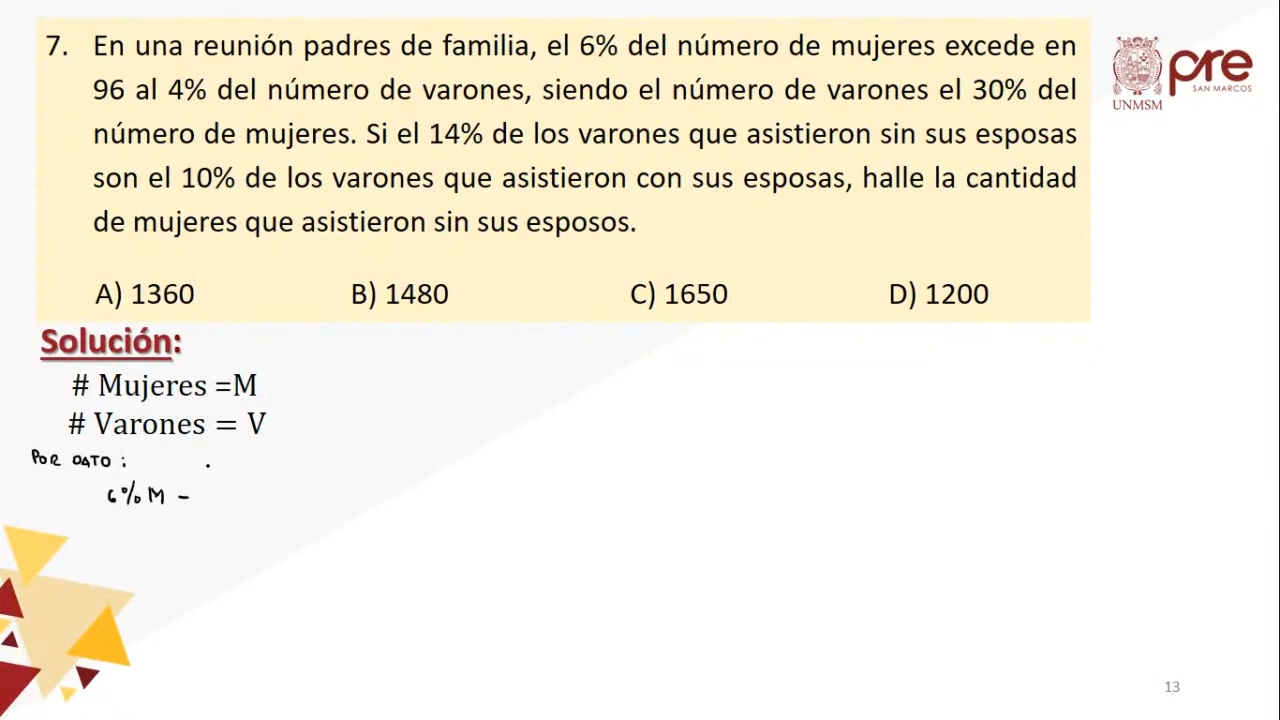 7. En una reunión padres de familia, el 6% del número de mujeres excede en
96 al 4% del número de varones, siendo el número de varones el 30% del
número de mujeres. Si el 14% de los varones que asistieron sin sus esposas
son el 10% de los varones que asistieron con sus esposas, halle la cantidad
de mujeres que asistieron sin sus esposos.
A) 1360 B) 1480 C) 1650 D) 1200
UNMSM
pre
SAN MARCOS
Solución:
# Mujeres =M
# Varones = V
POR DATO :
6% M -
13